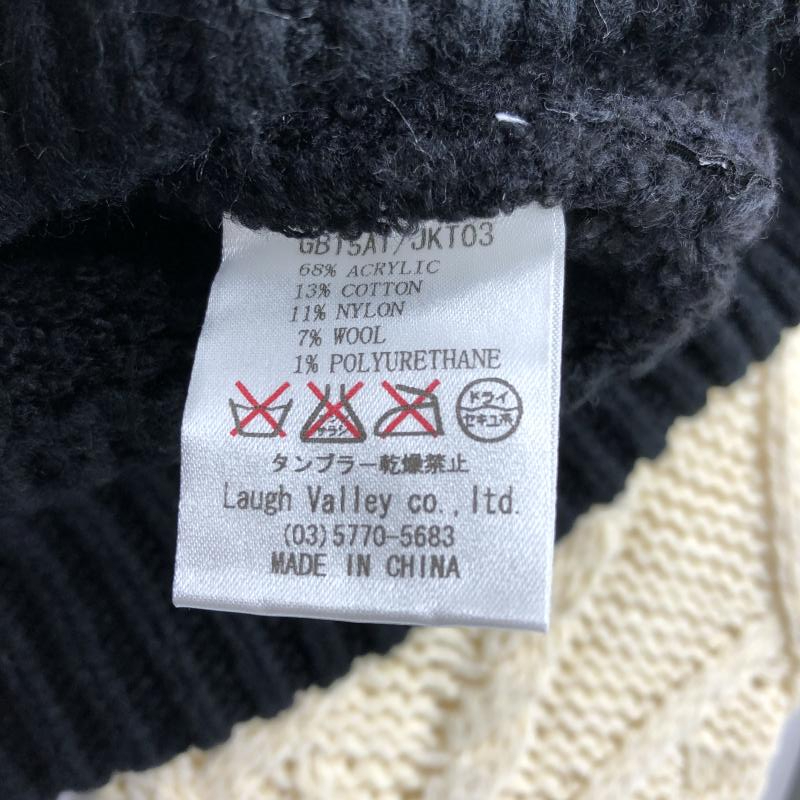 GB15AT/JKT03
68% ACRYLIC
13% COTTON
11% NYLON
7% WOOL
1% POLYURETHANE
ドライ
セキユ系
タンブラー乾燥禁止
Laugh Valley co.,ltd.
(03)5770-5683
MADE IN CHINA